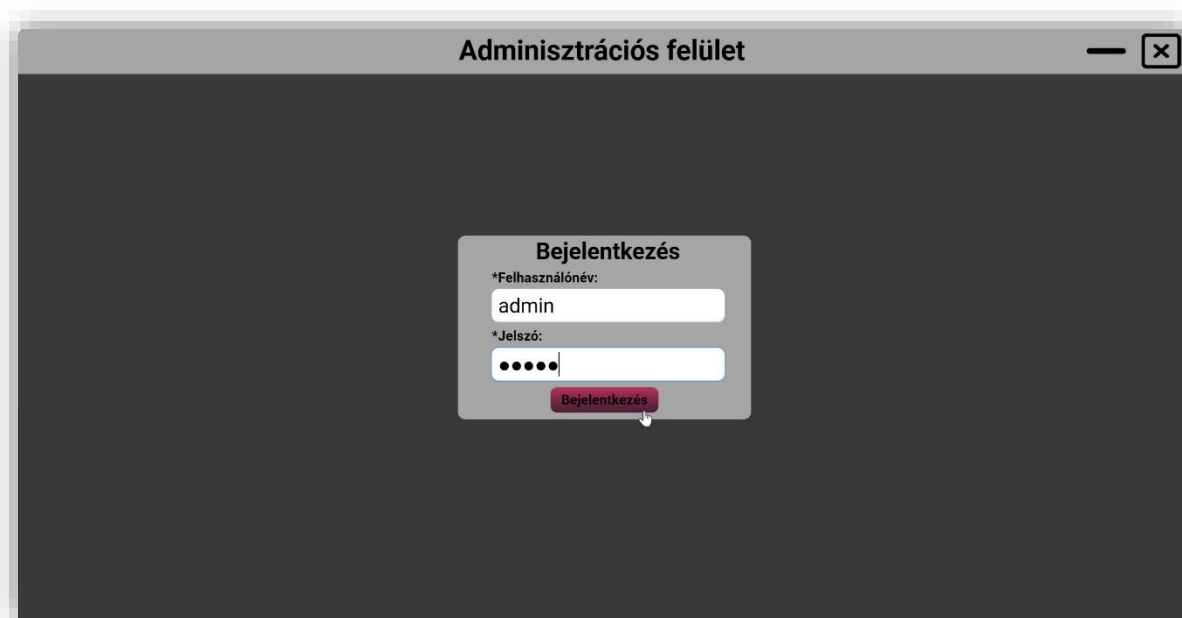 Adminisztrációs felület
Bejelentkezés
*Felhasználónév:
admin
*Jelszó:
•••••
Bejelentkezés